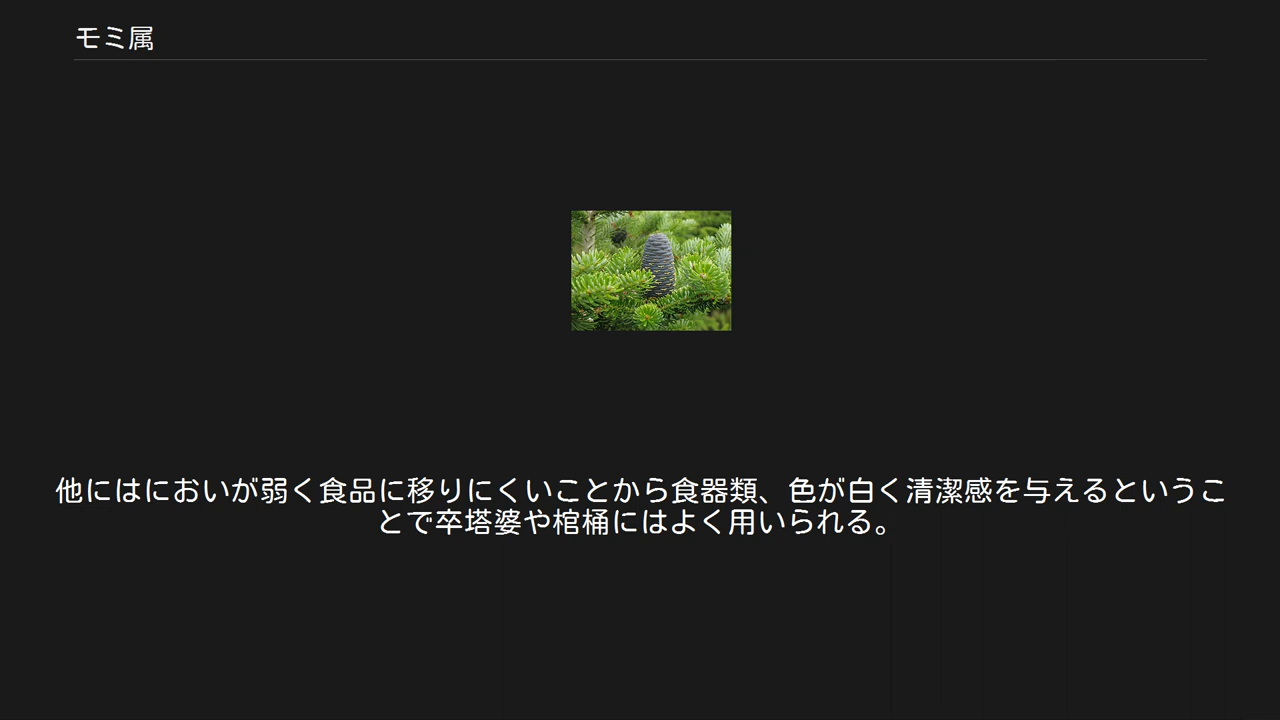 モミ属
他にはにおいが弱く食品に移りにくいことから食器類、色が白く清潔感を与えるというこ
とで卒塔婆や棺桶にはよく用いられる。